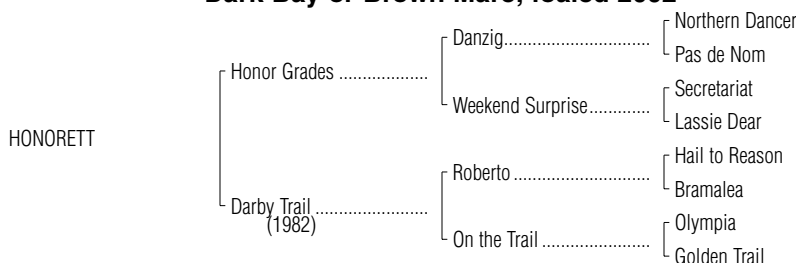 Dark Bay or Brown Mare; foaled 2002
Northern Dancer
Danzig..............................
Pas de Nom
Honor Grades ...................
Secretariat
Weekend Surprise.............
Lassie Dear
HONORETT
Hail to Reason
Roberto ............................
Bramalea
Darby Trail .......................
(1982)
Olympia
On the Trail ......................
Golden Trail